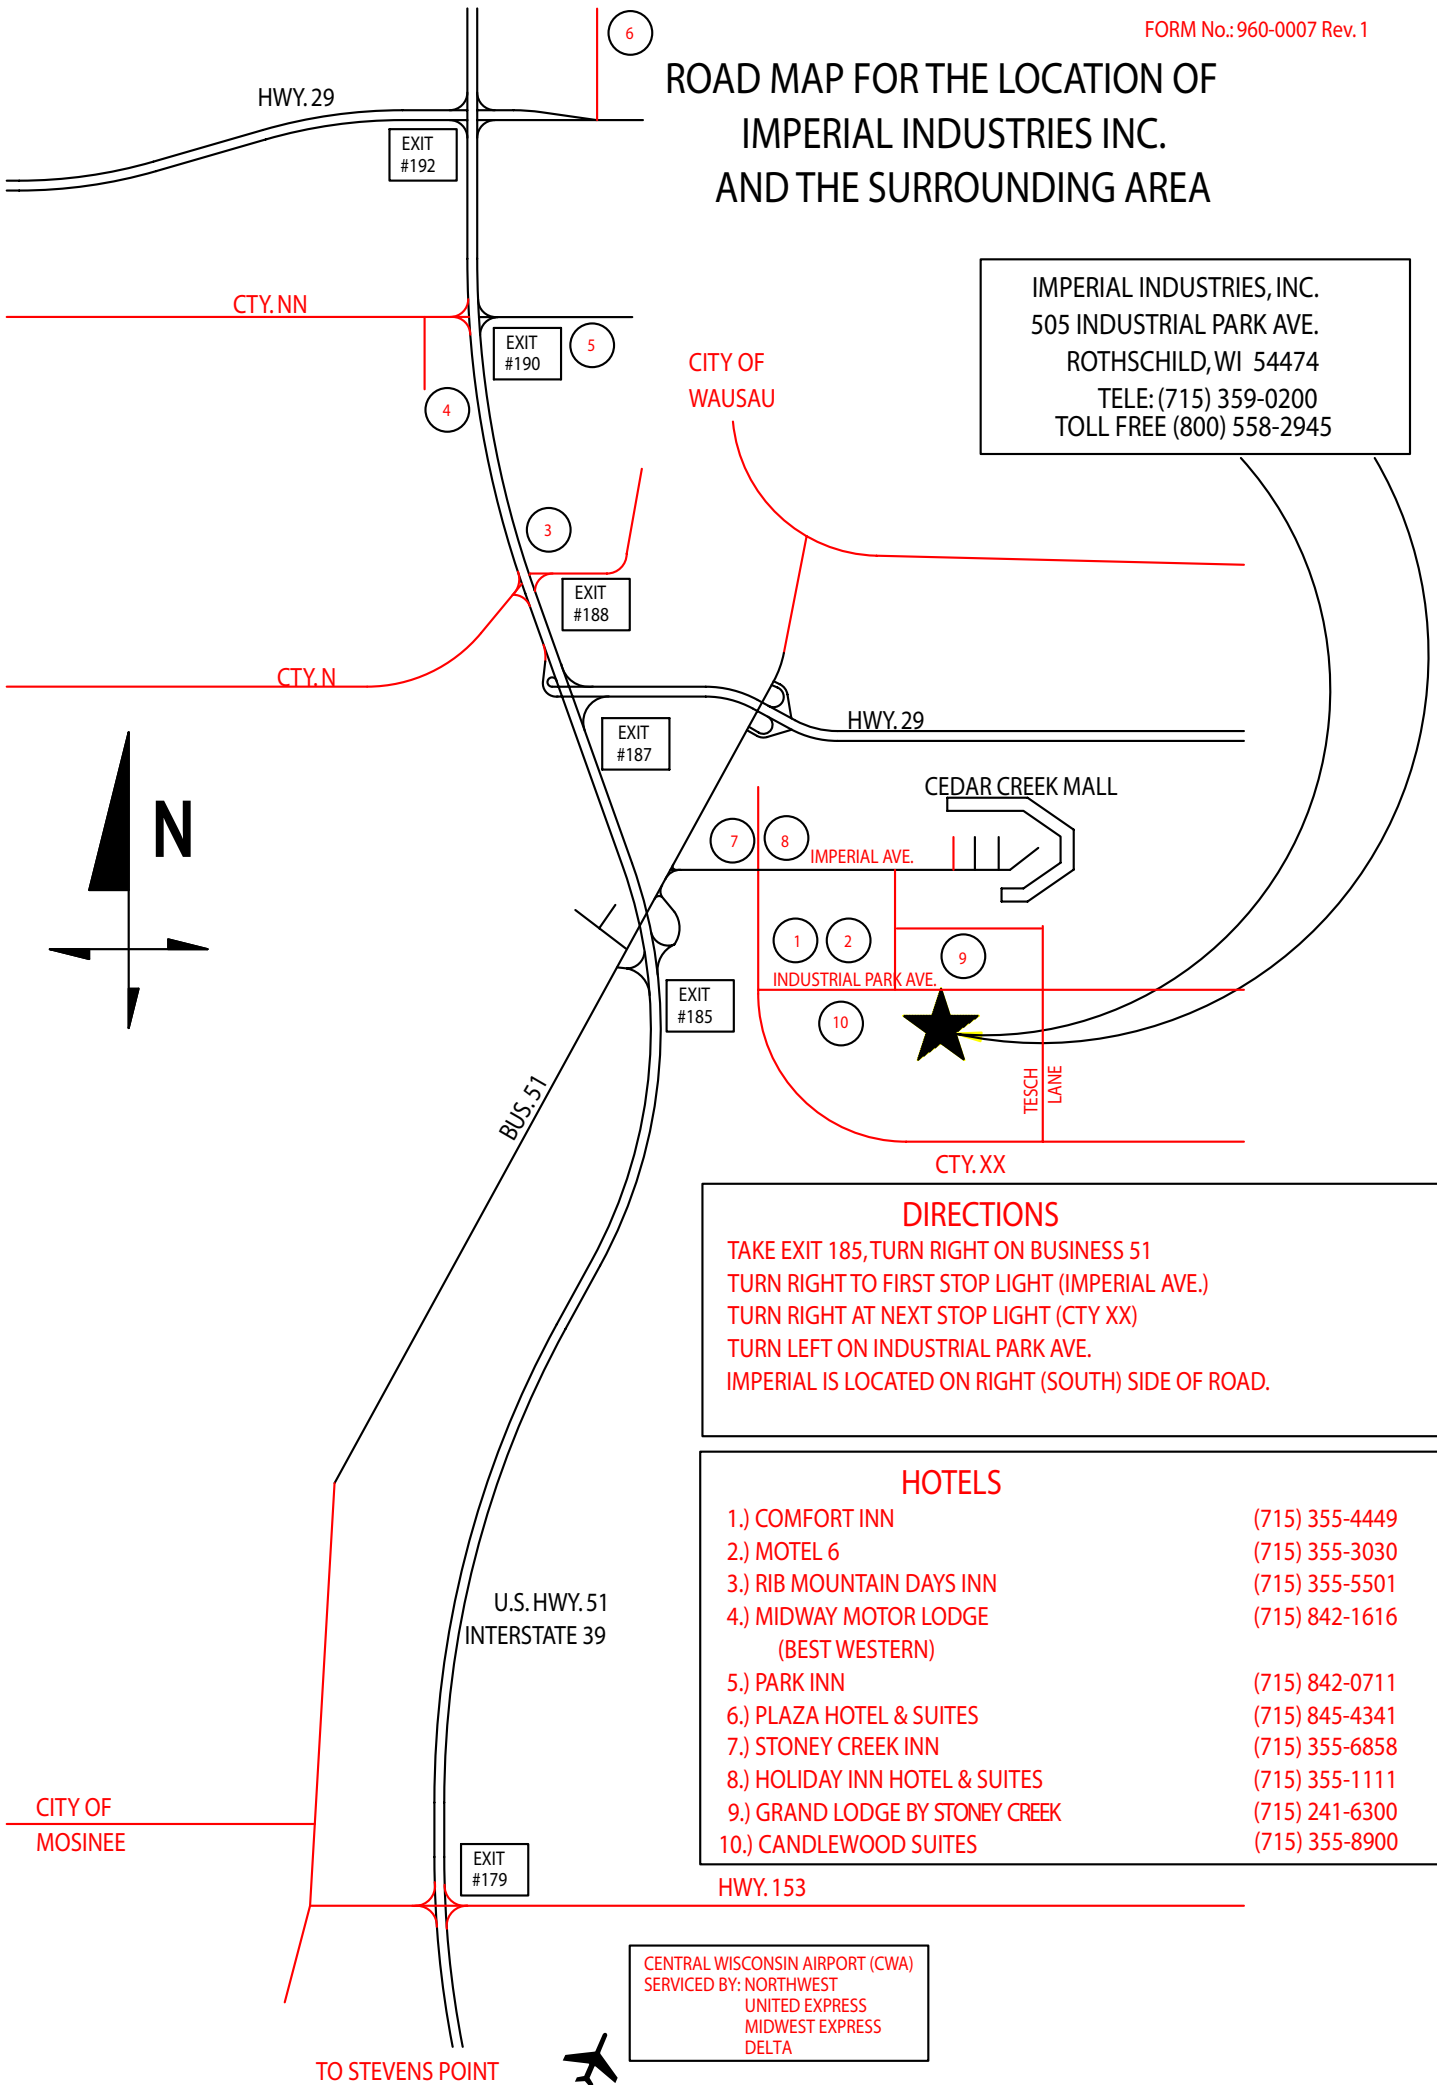 FORM No.: 960-0007 Rev. 1
6
ROAD MAP FOR THE LOCATION OF
IMPERIAL INDUSTRIES INC.
AND THE SURROUNDING AREA
HWY. 29
EXIT
#192
IMPERIAL INDUSTRIES, INC.
505 INDUSTRIAL PARK AVE.
ROTHSCHILD, WI 54474
TELE: (715) 359-0200
TOLL FREE (800) 558-2945
CTY. NN
EXIT
#190
5
4
CITY OF
WAUSAU
3
EXIT
#188
CTY. N
EXIT
#187
HWY. 29
N
CEDAR CREEK MALL
7
8
IMPERIAL AVE.
1
2
9
INDUSTRIAL PARK AVE.
EXIT
#185
10
TESCH
LANE
BUS. 51
CTY. XX
DIRECTIONS
TAKE EXIT 185, TURN RIGHT ON BUSINESS 51
TURN RIGHT TO FIRST STOP LIGHT (IMPERIAL AVE.)
TURN RIGHT AT NEXT STOP LIGHT (CTY XX)
TURN LEFT ON INDUSTRIAL PARK AVE.
IMPERIAL IS LOCATED ON RIGHT (SOUTH) SIDE OF ROAD.
HOTELS
1.) COMFORT INN (715) 355-4449
2.) MOTEL 6 (715) 355-3030
3.) RIB MOUNTAIN DAYS INN (715) 355-5501
4.) MIDWAY MOTOR LODGE (715) 842-1616
(BEST WESTERN)
5.) PARK INN (715) 842-0711
6.) PLAZA HOTEL & SUITES (715) 845-4341
7.) STONEY CREEK INN (715) 355-6858
8.) HOLIDAY INN HOTEL & SUITES (715) 355-1111
9.) GRAND LODGE BY STONEY CREEK (715) 241-6300
10.) CANDLEWOOD SUITES (715) 355-8900
U.S. HWY. 51
INTERSTATE 39
CITY OF
MOSINEE
EXIT
#179
HWY. 153
CENTRAL WISCONSIN AIRPORT (CWA)
SERVICED BY: NORTHWEST
UNITED EXPRESS
MIDWEST EXPRESS
DELTA
TO STEVENS POINT